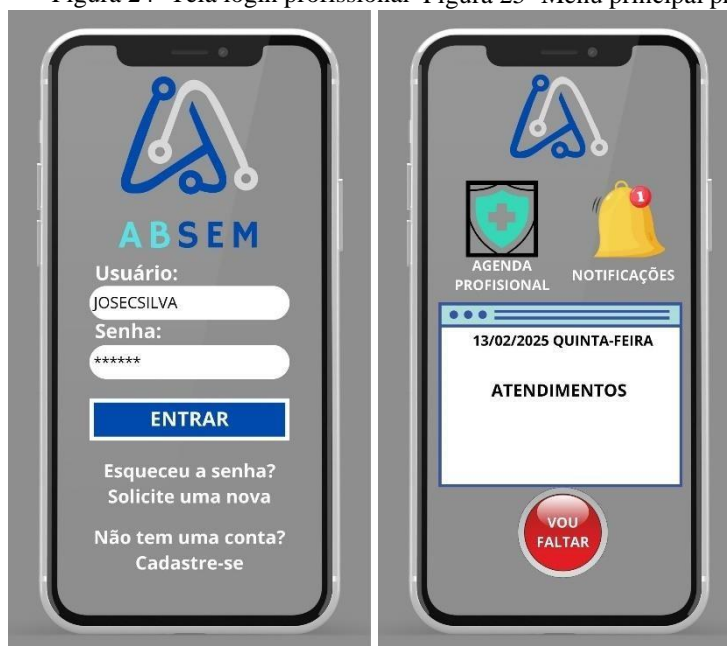 Figura 24- Tela login profissional Figura 25- Menu principal
ABSEM
Usuário:
JOSECSILVA
Senha:
******
ENTRAR
Esqueceu a senha?
Solicite uma nova
Não tem uma conta?
Cadastre-se
1
AGENDA
PROFISIONAL
NOTIFICAÇÕES
13/02/2025 QUINTA-FEIRA
ATENDIMENTOS
VOU
FALTAR